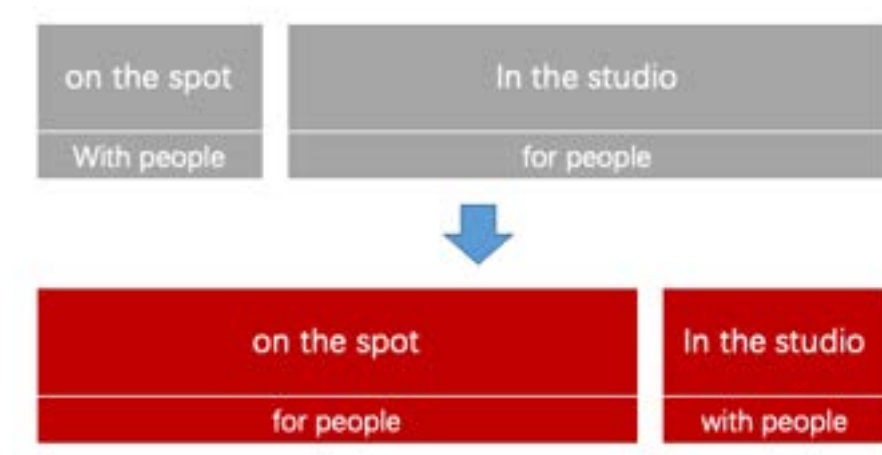 on the spot
In the studio
With people
for people
on the spot
In the studio
for people
with people